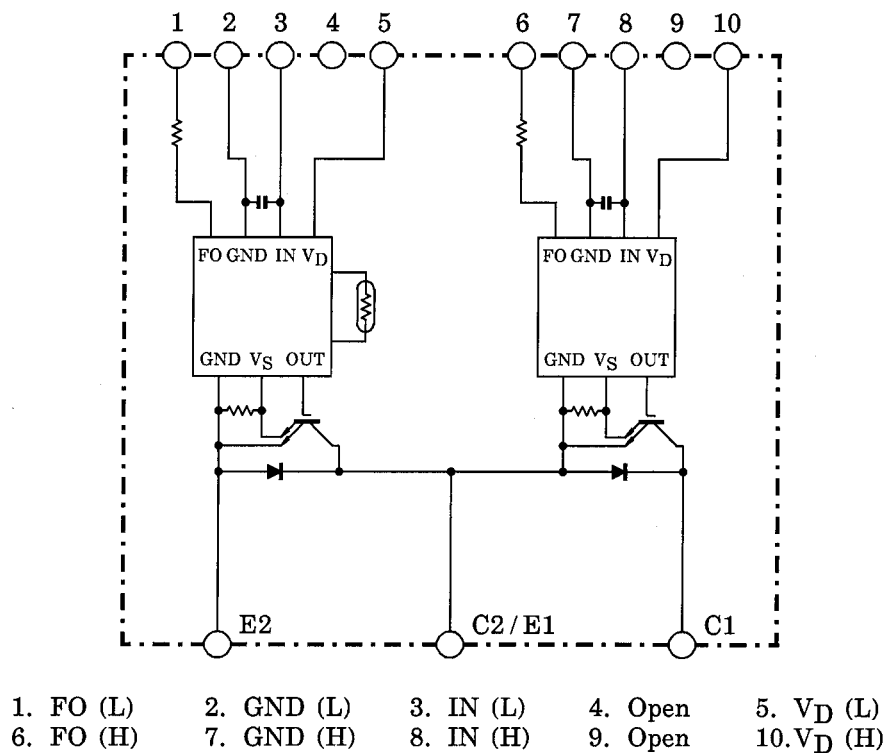 1 2 3 4 5 6 7 8 9 10
FO GND IN VD FO GND IN VD
GND VS OUT GND VS OUT
E2 C2/E1 C1
1. FO (L) 2. GND (L) 3. IN (L) 4. Open 5. VD (L)
6. FO (H) 7. GND (H) 8. IN (H) 9. Open 10. VD (H)